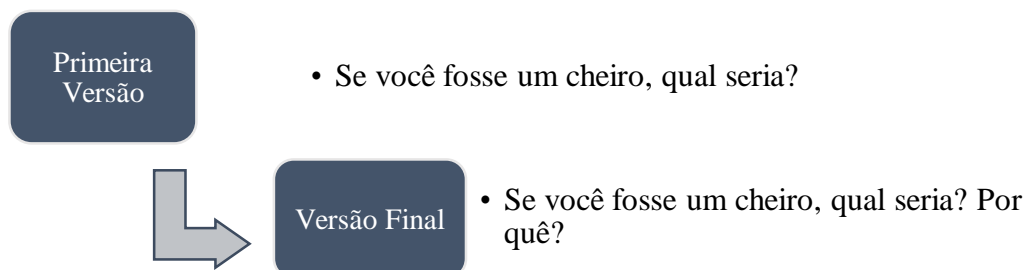 Primeira
Versão
• Se você fosse um cheiro, qual seria?
Versão Final
• Se você fosse um cheiro, qual seria? Por
quê?